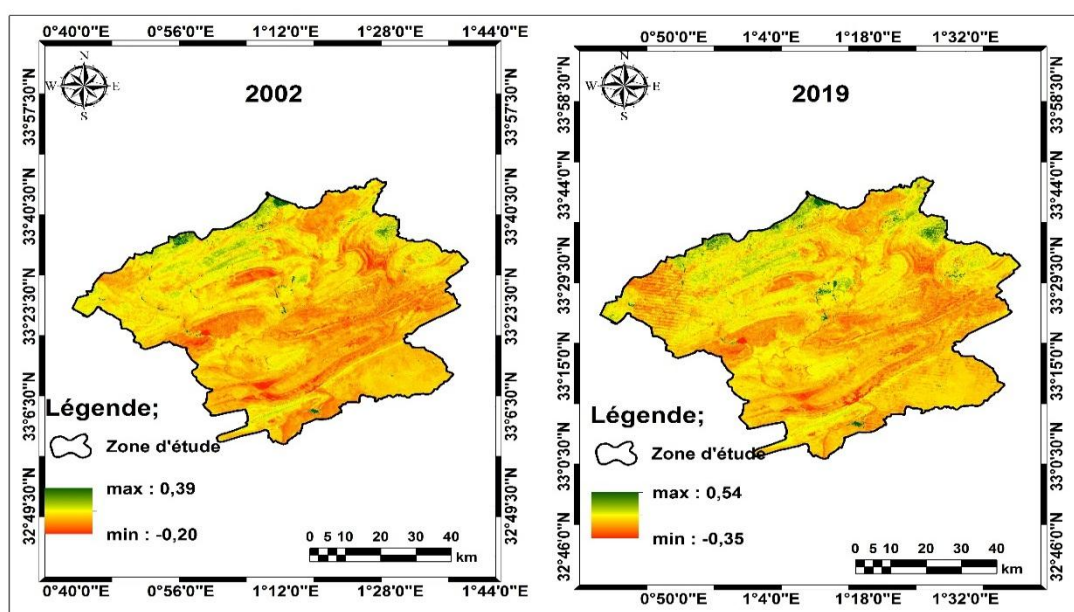 0°40'0"E 0°56'0"E 1°12'0"E 1°28'0"E 1°44'0"E
N
W E
S
2002
33°57'30"N
33°40'30"N
33°23'30"N
33°6'30"N
32°49'30"N
33°57'30"N
33°40'30"N
33°23'30"N
33°6'30"N
32°49'30"N
Légende;
Zone d'étude
max : 0,39
min : -0,20
0 5 10 20 30 40
km
0°40'0"E 0°56'0"E 1°12'0"E 1°28'0"E 1°44'0"E
0°50'0"E 1°4'0"E 1°18'0"E 1°32'0"E
N
W E
S
2019
33°58'30"N
33°44'0"N
33°29'30"N
33°15'0"N
33°0'30"N
32°46'0"N
33°58'30"N
33°44'0"N
33°29'30"N
33°15'0"N
33°0'30"N
32°46'0"N
Légende;
Zone d'étude
max : 0,54
min : -0,35
0 5 10 20 30 40
km
0°50'0"E 1°4'0"E 1°18'0"E 1°32'0"E